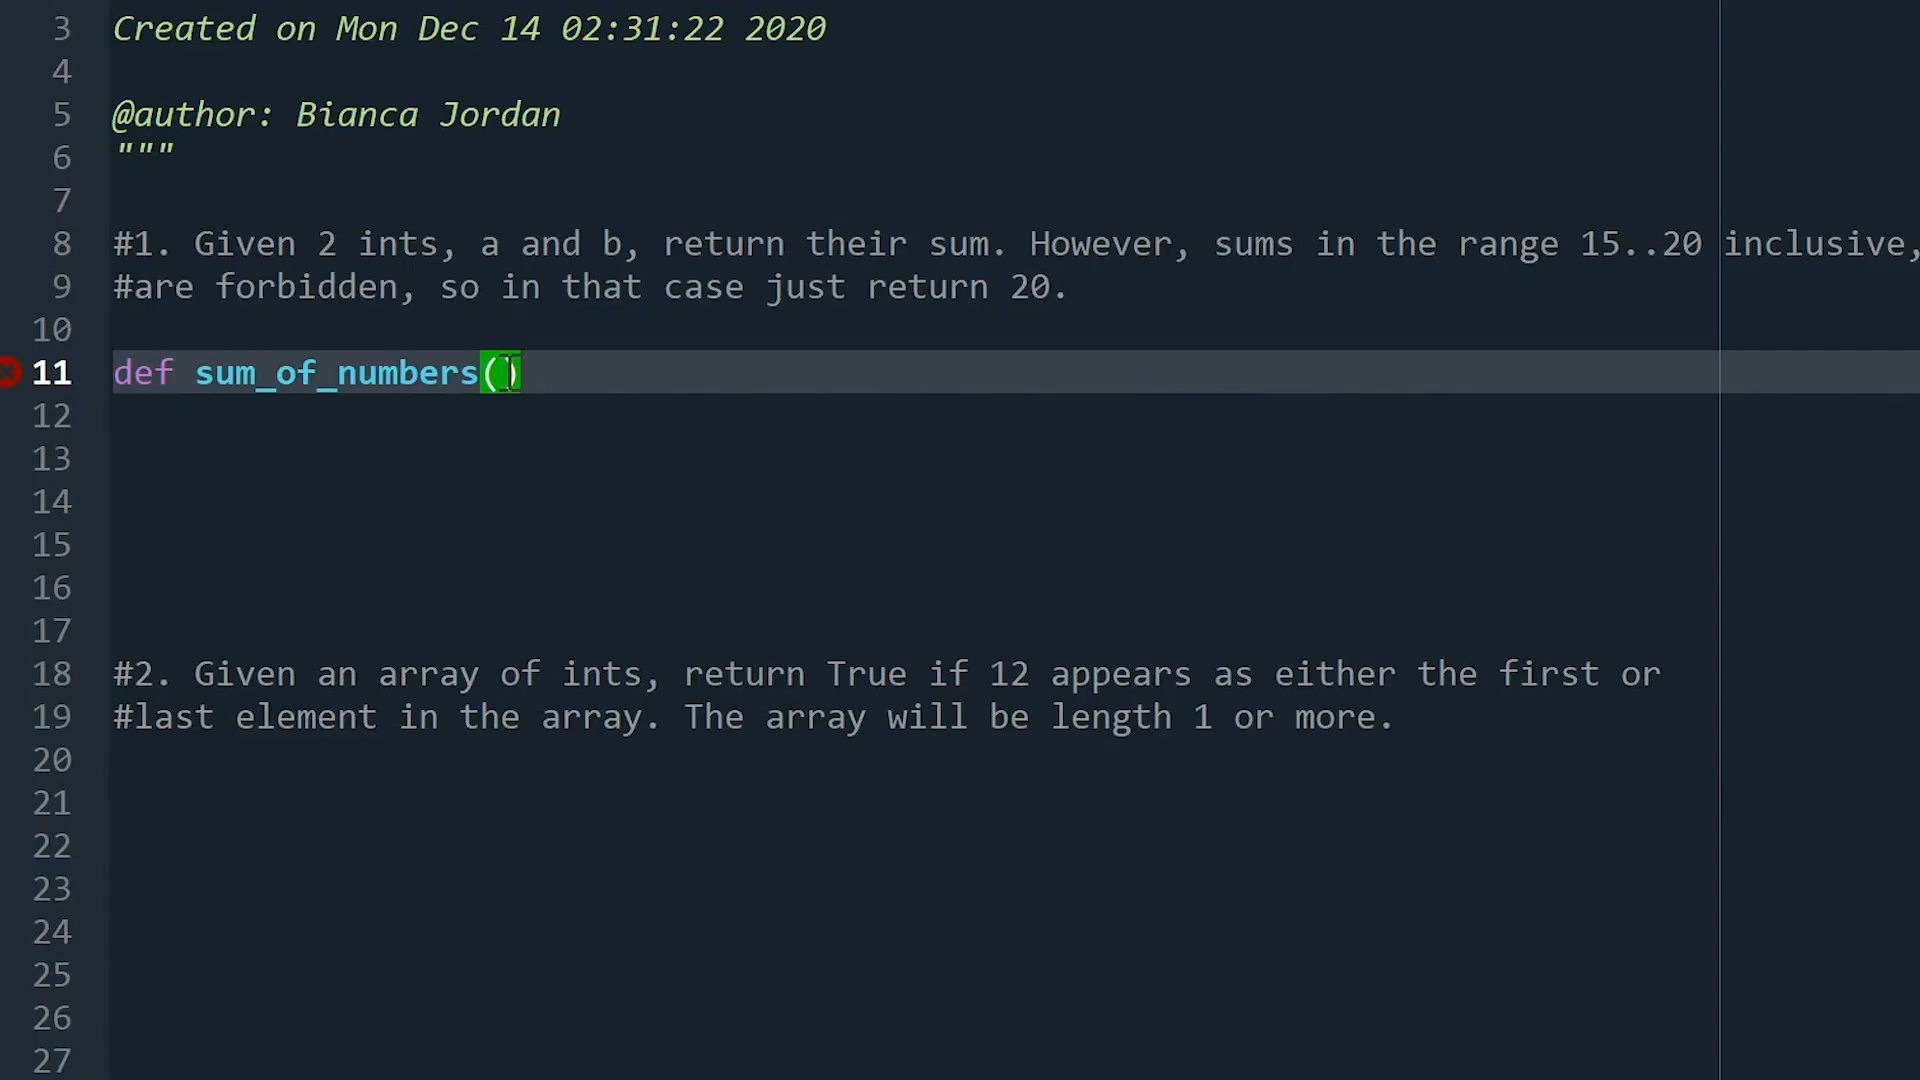 3 Created on Mon Dec 14 02:31:22 2020
4
5 @author: Bianca Jordan
6 """
7
8 #1. Given 2 ints, a and b, return their sum. However, sums in the range 15..20 inclusive,
9 #are forbidden, so in that case just return 20.
10
11 def sum_of_numbers()
12
13
14
15
16
17
18 #2. Given an array of ints, return True if 12 appears as either the first or
19 #last element in the array. The array will be length 1 or more.
20
21
22
23
24
25
26
27